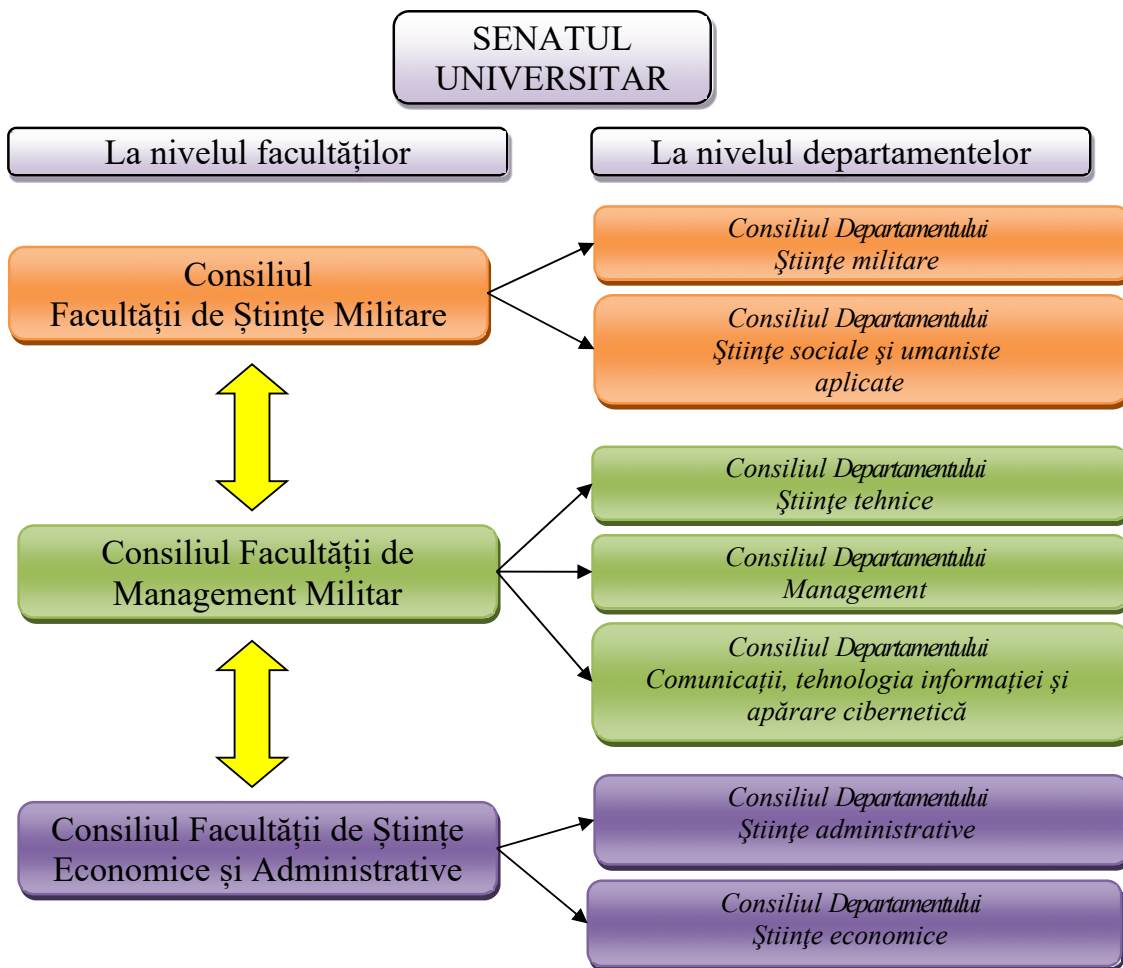 SENATUL
UNIVERSITAR
La nivelul facultăților
La nivelul departamentelor
Consiliul
Facultății de Științe Militare
Consiliul Departamentului
Ştiinţe militare
Consiliul Departamentului
Ştiinţe sociale şi umaniste
aplicate
Consiliul Facultății de
Management Militar
Consiliul Departamentului
Ştiinţe tehnice
Consiliul Departamentului
Management
Consiliul Departamentului
Comunicații, tehnologia informației și
apărare cibernetică
Consiliul Facultății de Științe
Economice și Administrative
Consiliul Departamentului
Ştiinţe administrative
Consiliul Departamentului
Ştiinţe economice